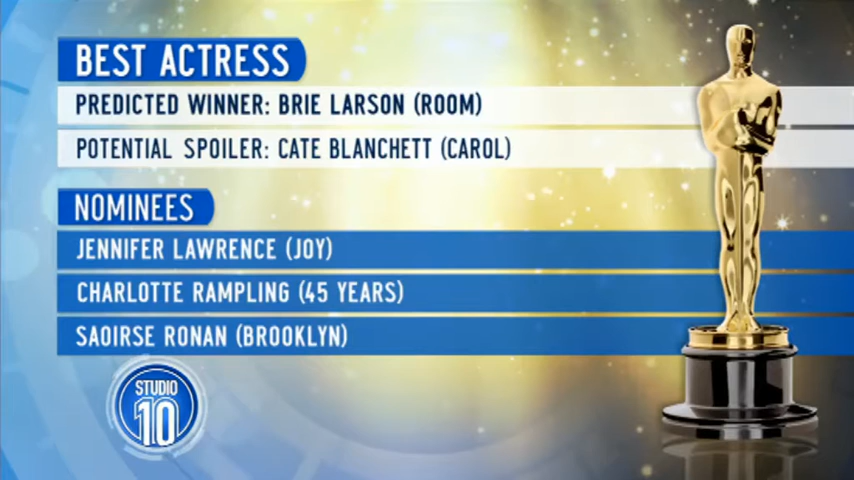 BEST ACTRESS
PREDICTED WINNER: BRIE LARSON (ROOM)
POTENTIAL SPOILER: CATE BLANCHETT (CAROL)
NOMINEES
JENNIFER LAWRENCE (JOY)
CHARLOTTE RAMPLING (45 YEARS)
SAOIRSE RONAN (BROOKLYN)
STUDIO
10